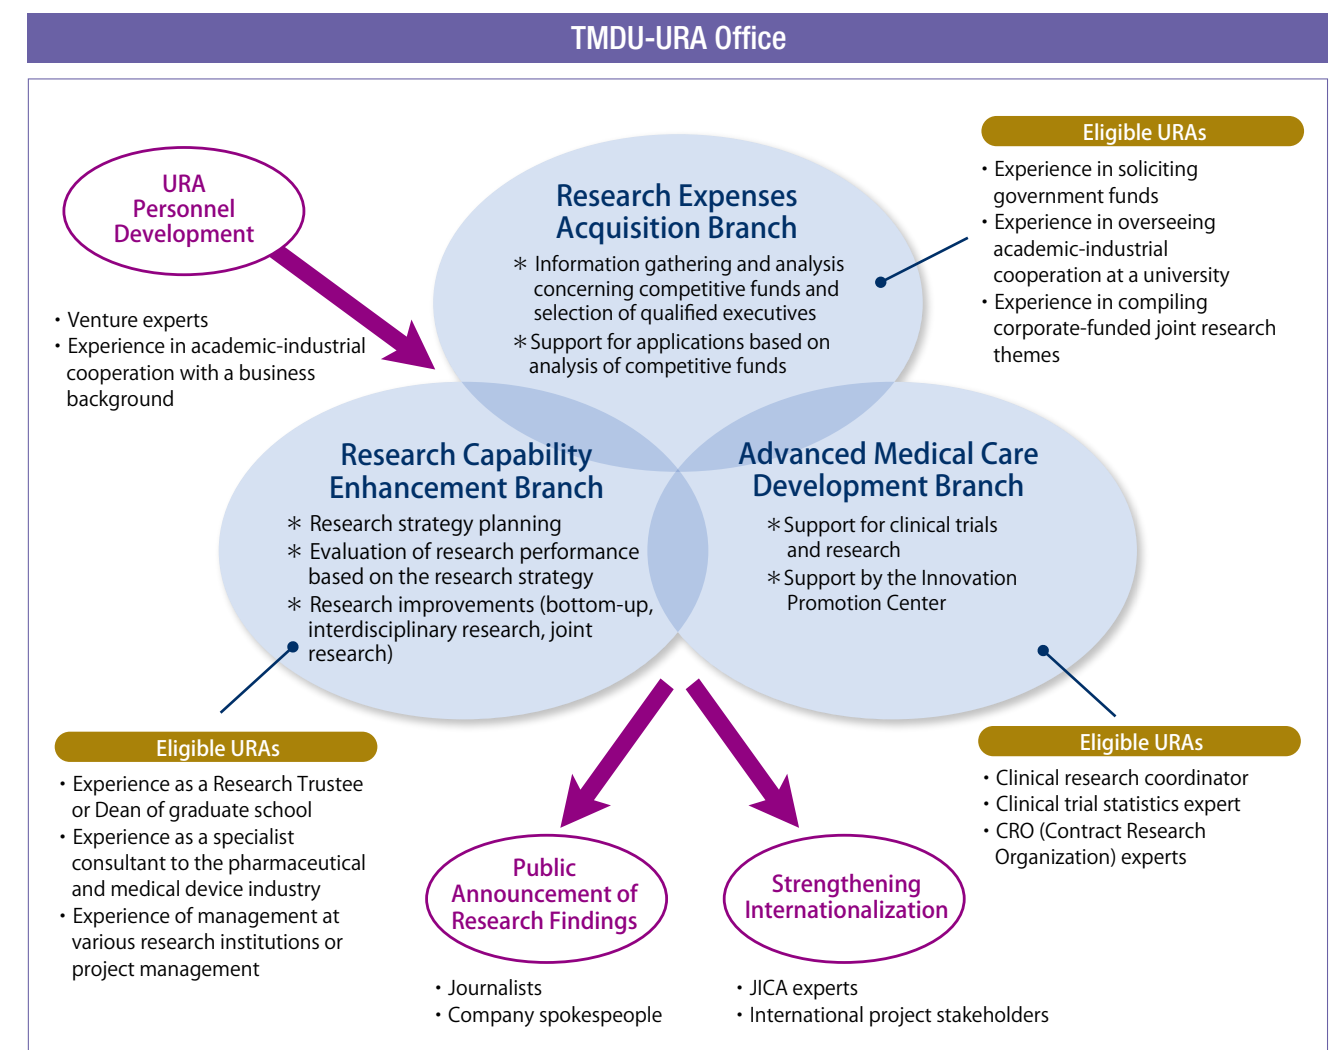 TMDU-URA Office
URA
Personnel
Development
・Venture experts
・Experience in academic-industrial
cooperation with a business
background
Research Expenses
Acquisition Branch
＊ Information gathering and analysis
concerning competitive funds and
selection of qualified executives
＊Support for applications based on
analysis of competitive funds
Eligible URAs
・Experience in soliciting
government funds
・Experience in overseeing
academic-industrial
cooperation at a university
・Experience in compiling
corporate-funded joint research
themes
Research Capability
Enhancement Branch
＊ Research strategy planning
＊ Evaluation of research performance
based on the research strategy
＊ Research improvements (bottom-up,
interdisciplinary research, joint
research)
Advanced Medical Care
Development Branch
＊Support for clinical trials
and research
＊Support by the Innovation
Promotion Center
Eligible URAs
・Experience as a Research Trustee
or Dean of graduate school
・Experience as a specialist
consultant to the pharmaceutical
and medical device industry
・Experience of management at
various research institutions or
project management
Public
Announcement of
Research Findings
・Journalists
・Company spokespeople
Strengthening
Internationalization
・JICA experts
・International project stakeholders
Eligible URAs
・Clinical research coordinator
・Clinical trial statistics expert
・CRO (Contract Research
Organization) experts